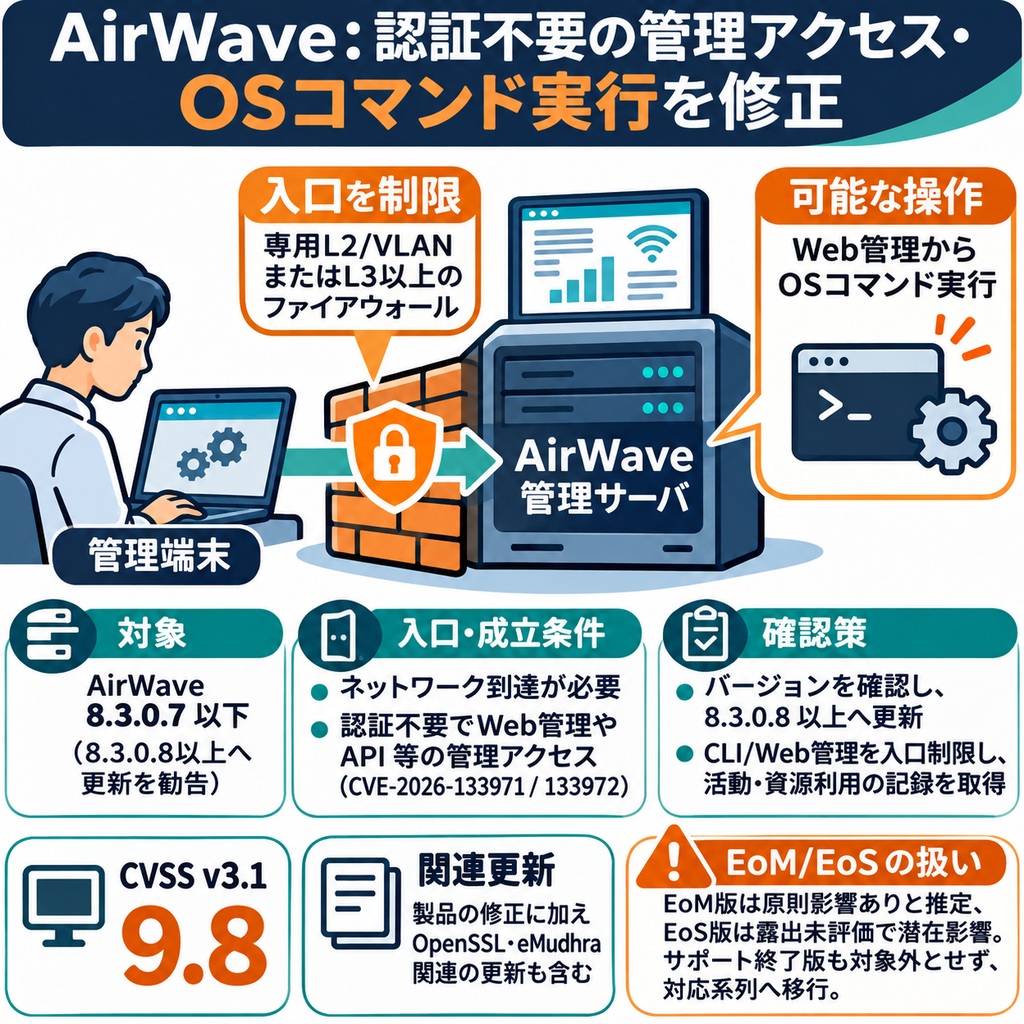 AirWave：認証不要の管理アクセス・
OSコマンド実行を修正
入口を制限
専用L2/VLAN
またはL3以上の
ファイアウォール
可能な操作
Web管理から
OSコマンド実行
>_
AirWave
管理サーバ
管理端末
対象
AirWave
8.3.0.7 以下
（8.3.0.8以上へ
更新を勧告）
入口・成立条件
ネットワーク到達が必要
認証不要でWeb管理や
API 等の管理アクセス
（CVE-2026-133971 / 133972）
確認策
バージョンを確認し、
8.3.0.8 以上へ更新
CLI/Web管理を入口制限し、
活動・資源利用の記録を取得
CVSS v3.1
9.8
関連更新
製品の修正に加え
OpenSSL・eMudhra
関連の更新も含む
EoM/EoS の扱い
EoM版は原則影響ありと推定、
EoS版は露出未評価で潜在影響。
サポート終了版も対象外とせず、
対応系列へ移行。